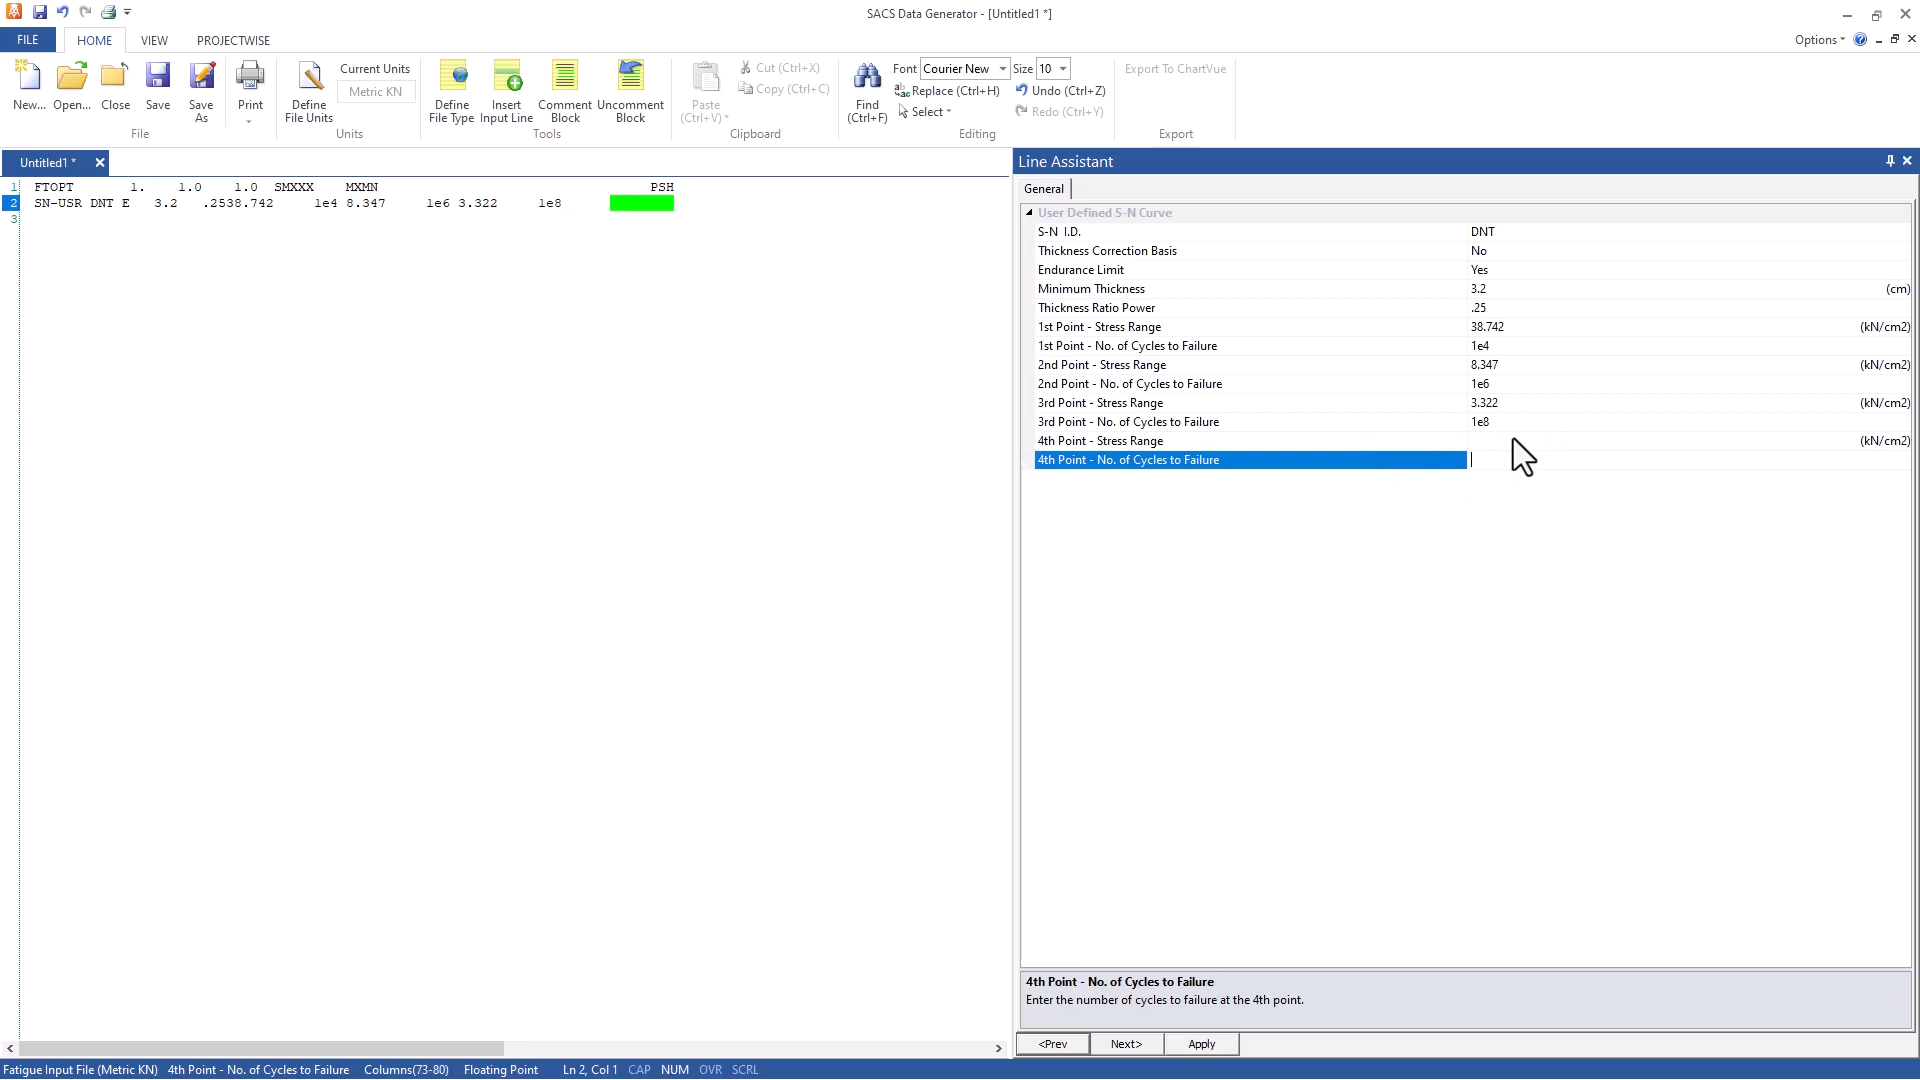 SACS Data Generator - [Untitled1 *]
FILE HOME VIEW PROJECTWISE Options
New... Open... Close Save Save As Print
File
Define File Units Current Units
Metric KN
Units
Define File Type Insert Input Line Comment Block Uncomment Block
Tools
Paste (Ctrl+V) Cut (Ctrl+X)
Copy (Ctrl+C)
Clipboard
Find (Ctrl+F) Font Courier New Size 10
Replace (Ctrl+H) Undo (Ctrl+Z)
Select Redo (Ctrl+Y)
Editing
Export To ChartVue
Export
Untitled1 *
1 FTOPT 1. 1.0 1.0 SMXXX MXMN PSH
2 SN-USR DNT E 3.2 .2538.742 1e4 8.347 1e6 3.322 1e8
3
Line Assistant
General
User Defined S-N Curve
S-N I.D. DNT
Thickness Correction Basis No
Endurance Limit Yes
Minimum Thickness 3.2 (cm)
Thickness Ratio Power .25
1st Point - Stress Range 38.742 (kN/cm2)
1st Point - No. of Cycles to Failure 1e4
2nd Point - Stress Range 8.347 (kN/cm2)
2nd Point - No. of Cycles to Failure 1e6
3rd Point - Stress Range 3.322 (kN/cm2)
3rd Point - No. of Cycles to Failure 1e8
4th Point - Stress Range (kN/cm2)
4th Point - No. of Cycles to Failure
4th Point - No. of Cycles to Failure
Enter the number of cycles to failure at the 4th point.
<Prev Next> Apply
Fatigue Input File (Metric KN) 4th Point - No. of Cycles to Failure Columns(73-80) Floating Point Ln 2, Col 1 CAP NUM OVR SCRL